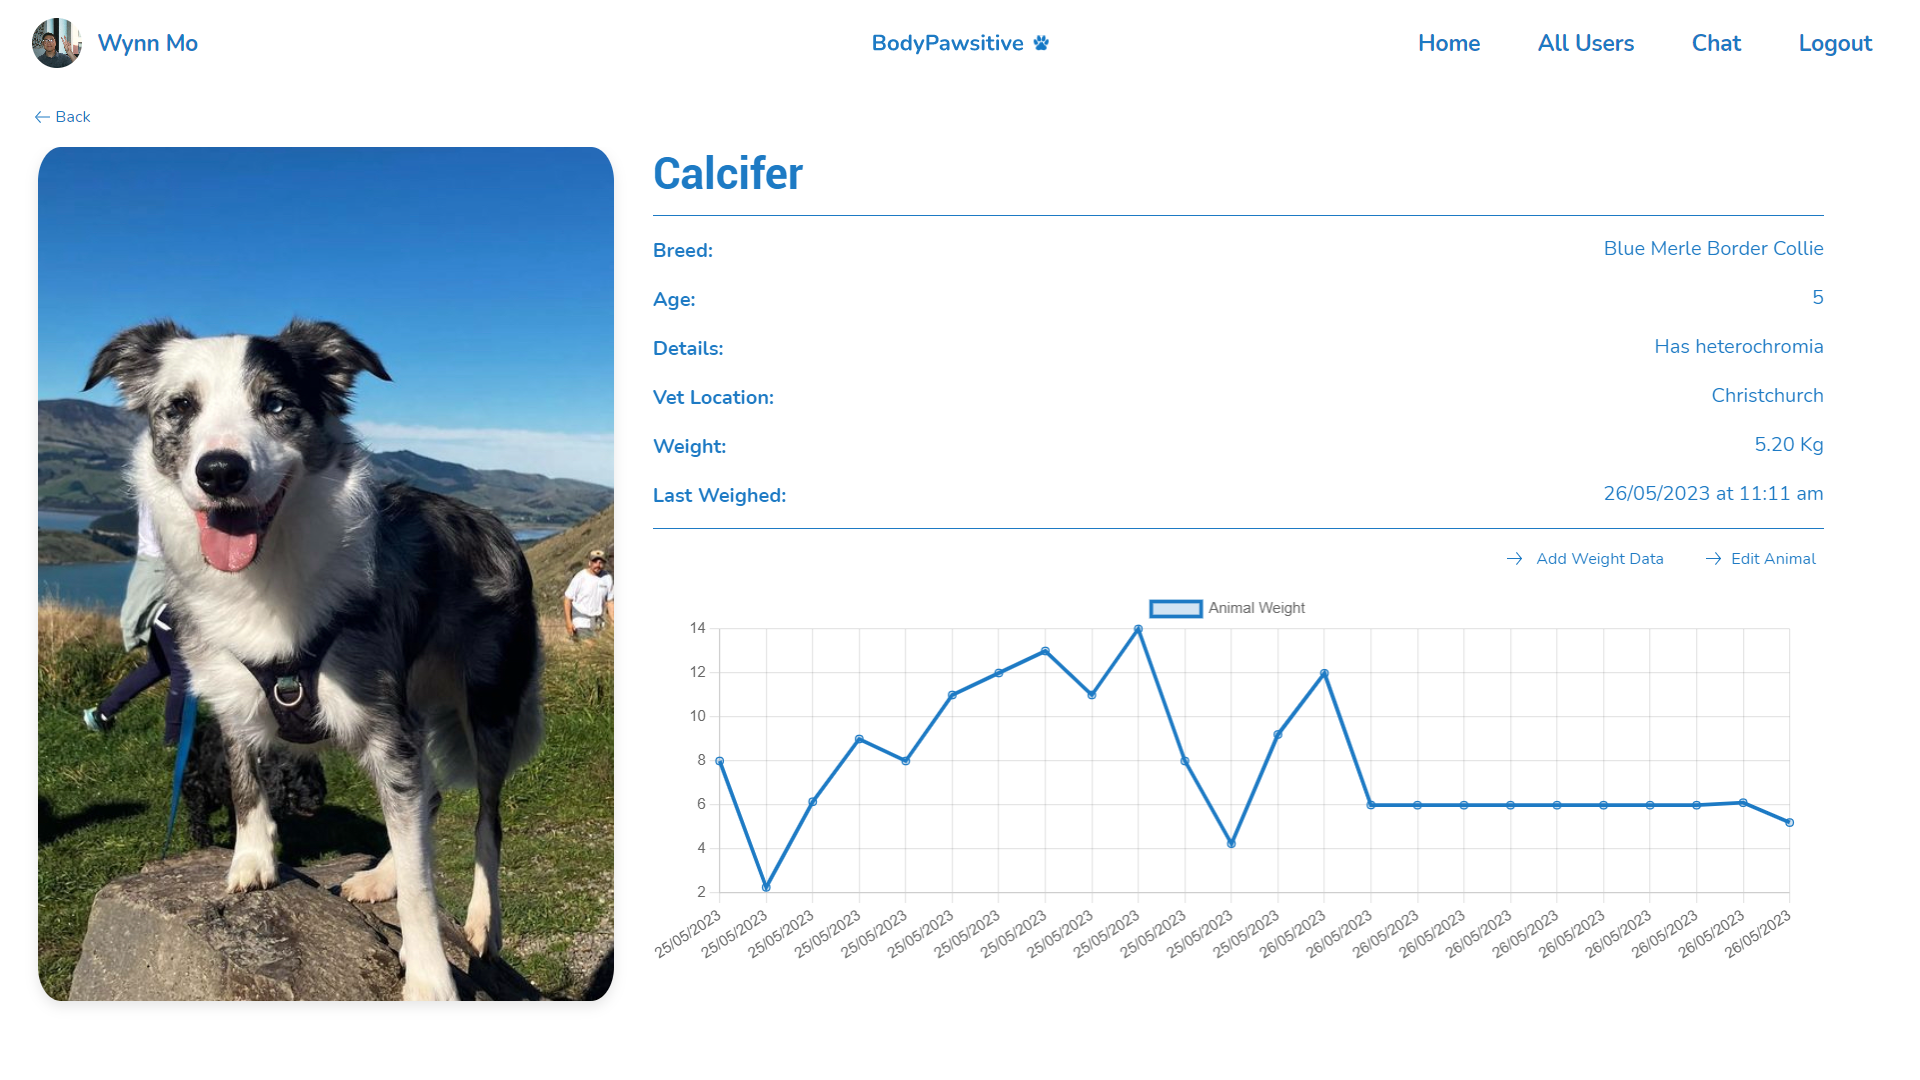 Wynn Mo
BodyPawsitive
Home
All Users
Chat
Logout
Back
Calcifer
Breed: Blue Merle Border Collie
Age: 5
Details: Has heterochromia
Vet Location: Christchurch
Weight: 5.20 Kg
Last Weighed: 26/05/2023 at 11:11 am
Add Weight Data
Edit Animal
Animal Weight
14
12
10
8
6
4
2
25/05/2023
25/05/2023
25/05/2023
25/05/2023
25/05/2023
25/05/2023
25/05/2023
25/05/2023
25/05/2023
25/05/2023
25/05/2023
25/05/2023
25/05/2023
26/05/2023
26/05/2023
26/05/2023
26/05/2023
26/05/2023
26/05/2023
26/05/2023
26/05/2023
26/05/2023
26/05/2023
26/05/2023